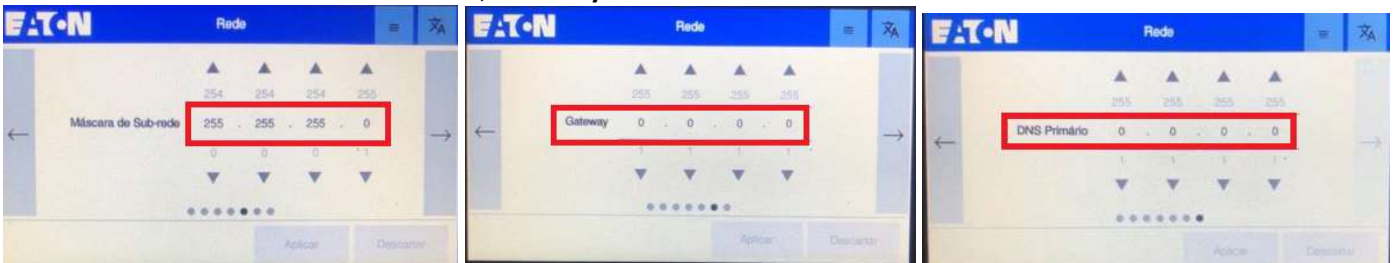 EATON
Rede
254 254 254 255
Máscara de Sub-rede 255 . 255 . 255 . 0
0 0 0 1
Aplicar Descartar
EATON
Rede
255 255 255 255
Gateway 0 . 0 . 0 . 0
1 1 1 1
Aplicar Descartar
EATON
Rede
255 255 255 255
DNS Primário 0 . 0 . 0 . 0
1 1 1 1
Aplicar Descartar